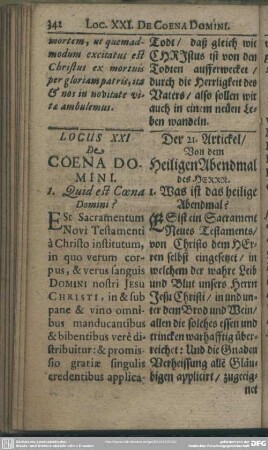 342 LOC. XXI. DE COENA DOMINI.
mortem, ut quemad-
modum excitatus est
Christus ex mortuis
per gloriam patris, ita
& nos in novitate vi-
tæ ambulemus.
LOCUS XXI
De
COENA DO-
MINI.
1. Quid est Cœna
Domini?
ESt Sacramentum
Novi Testamenti
à Christo institutum,
in quo verum cor-
pus, & verus sanguis
DOMINI nostri JESU
CHRISTI, in & sub
pane & vino omni-
bus manducantibus
& bibentibus verè di-
stribuitur: & promis-
sio gratiæ singulis
credentibus applica-
Todt / daß gleich wie
CHRistus ist von den
Todten aufferwecket /
durch die Herrligkeit des
Vaters / also sollen wir
auch in einem neuen Le-
ben wandeln.
Der 21. Artickel /
Von dem
Heiligen Abendmal
des HERRN.
1. Was ist das heilige
Abendmal?
ESist ein Sacrament
Neues Testaments /
von Christo dem HEr-
ren selbst eingesetzt / in
welchem der wahre Leib
und Blut unsers Herrn
Jesu Christi / in und un-
ter dem Brod und Wein /
allen die solches essen und
trincken warhafftig über-
reichet: Und die Gnaden
Verheissung alle Gläu-
bigen applicirt / zugeeig-
net